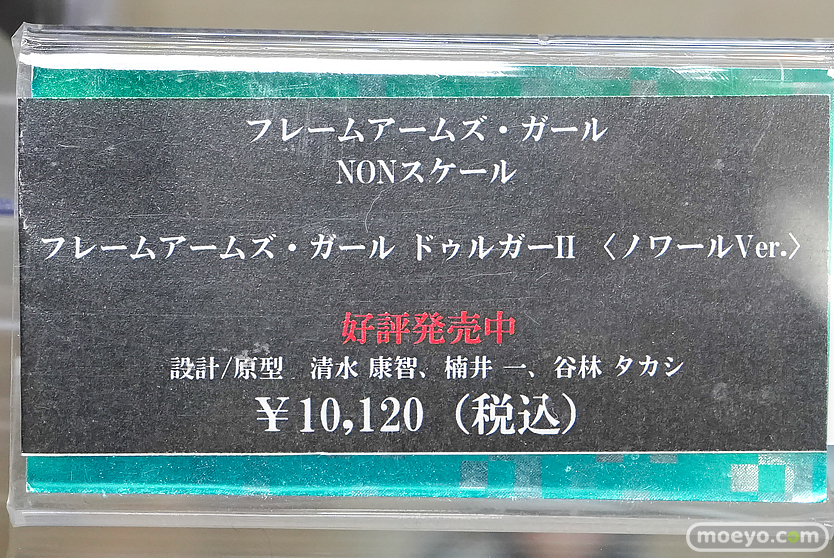 フレームアームズ・ガール
NONスケール
フレームアームズ・ガール ドゥルガーII 〈ノワールVer.〉
好評発売中
設計/原型　清水 康智、楠井 一、谷林 タカシ
￥10,120（税込）
moeyo.com